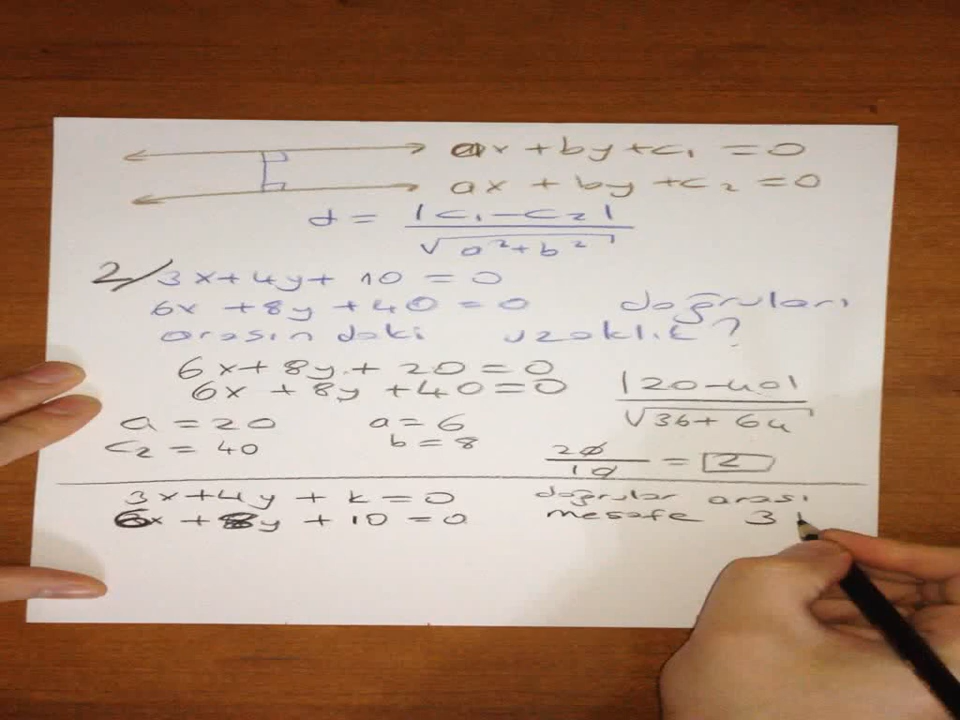 ax + by + c₁ = 0
ax + by + c₂ = 0
d = |c₁ - c₂| / √(a² + b²)
2/ 3x + 4y + 10 = 0
6x + 8y + 40 = 0 doğruları
arasındaki uzaklık?
6x + 8y + 20 = 0
6x + 8y + 40 = 0
|20 - 40| / √(36 + 64)
a = 20 a = 6
c₂ = 40 b = 8
20 / 10 = 2
3x + 4y + k = 0 doğrular arası
6x + 8y + 10 = 0 mesafe 3